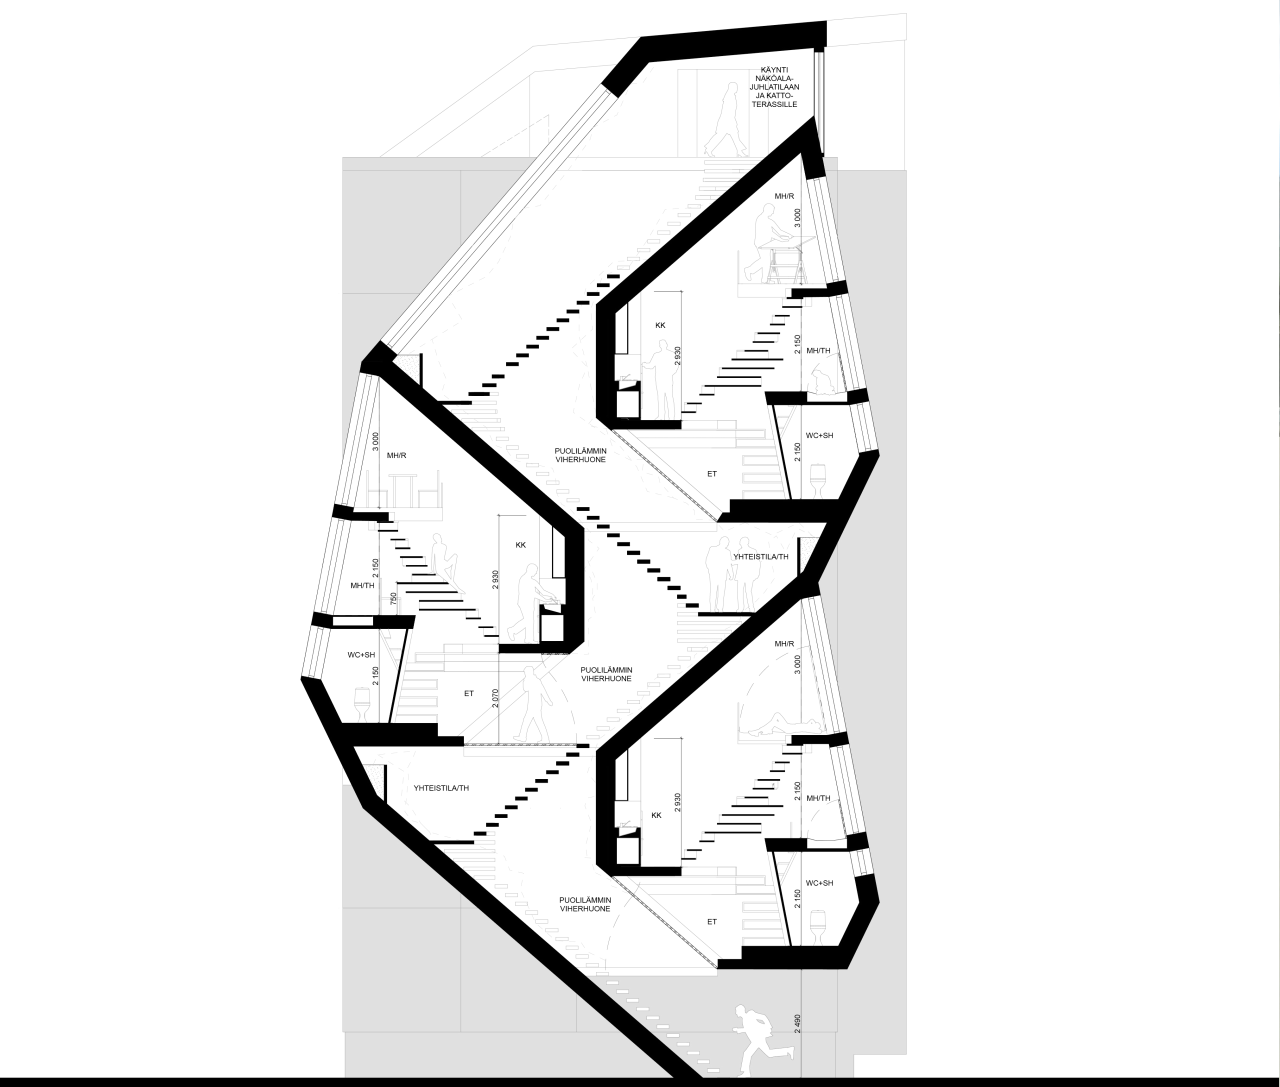 KÄYNTI
NÄKÖALA-
JUHLATILAAN
JA KATTO-
TERASSILLE
MH/R
3 000
KK
2 930
2 150
MH/TH
WC+SH
2 150
ET
PUOLILÄMMIN
VIHERHUONE
3 000
MH/R
KK
2 930
2 150
MH/TH
750
WC+SH
2 150
ET
2 070
YHTEISTILA/TH
PUOLILÄMMIN
VIHERHUONE
MH/R
3 000
YHTEISTILA/TH
KK
2 930
2 150
MH/TH
WC+SH
2 150
ET
PUOLILÄMMIN
VIHERHUONE
2 490